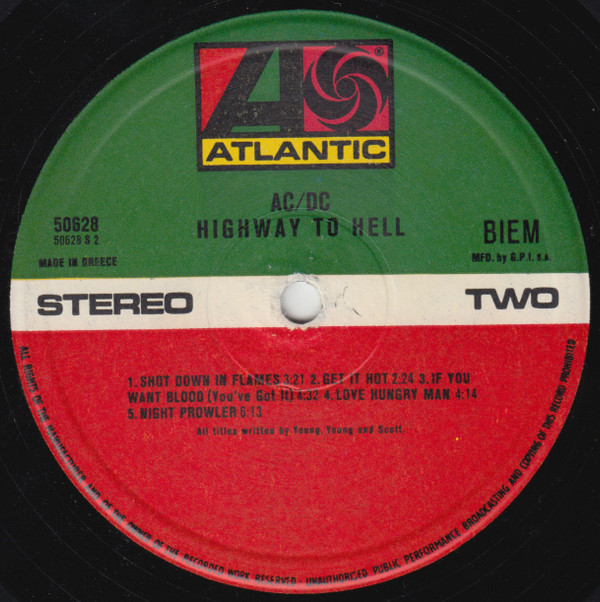 ®
ATLANTIC
AC/DC
HIGHWAY TO HELL
50628
50628 S 2
MADE IN GREECE
BIEM
MFD. by G.P.I. s.a.
STEREO
TWO
1. SHOT DOWN IN FLAMES 3:21 2. GET IT HOT 2:24 3. IF YOU
WANT BLOOD (You've Got It) 4:32 4. LOVE HUNGRY MAN 4:14
5. NIGHT PROWLER 6:13
All titles written by Young, Young and Scott.
ALL RIGHTS OF THE MANUFACTURER AND OF THE OWNER OF THE RECORDED WORK RESERVED - UNAUTHORISED PUBLIC PERFORMANCE BROADCASTING AND COPYING OF THIS RECORD PROHIBITED